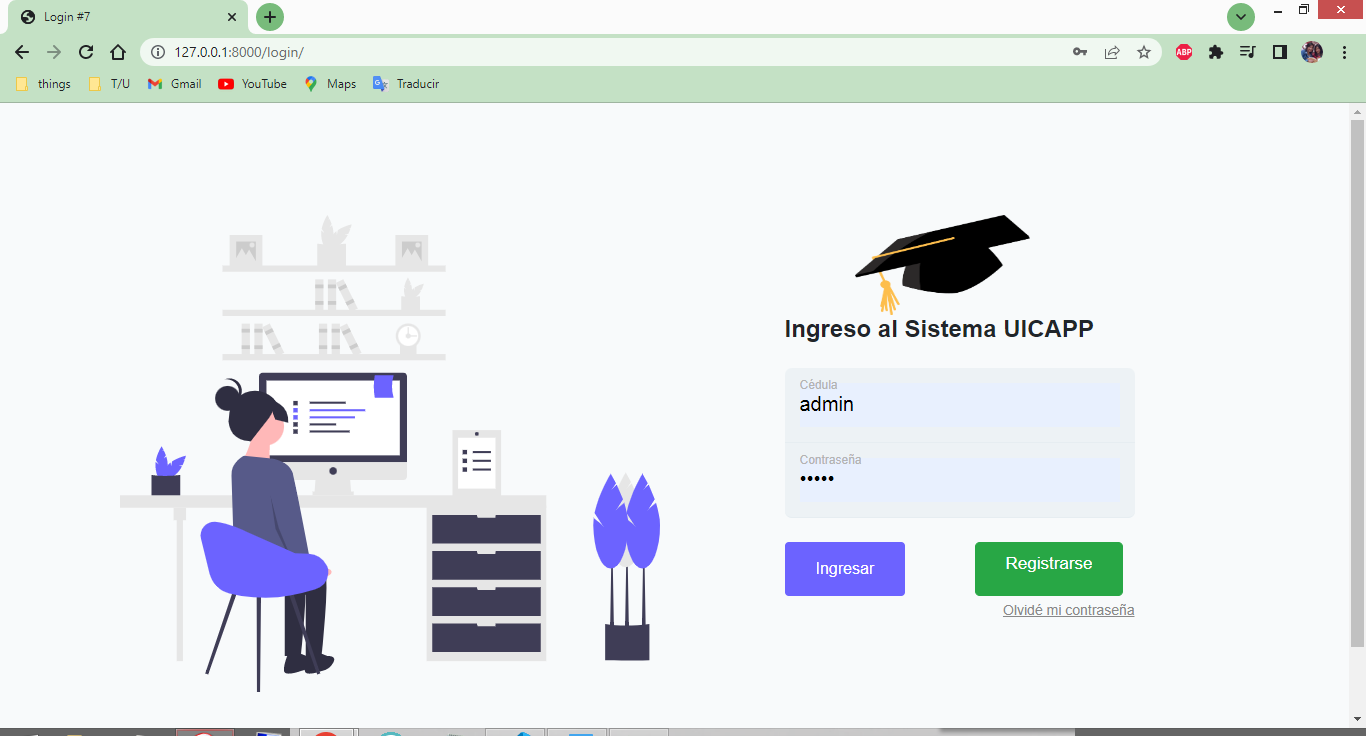 Login #7
127.0.0.1:8000/login/
ABP
things
T/U
Gmail
YouTube
Maps
Traducir
Ingreso al Sistema UICAPP
Cédula
admin
Contraseña
•••••
Ingresar
Registrarse
Olvidé mi contraseña